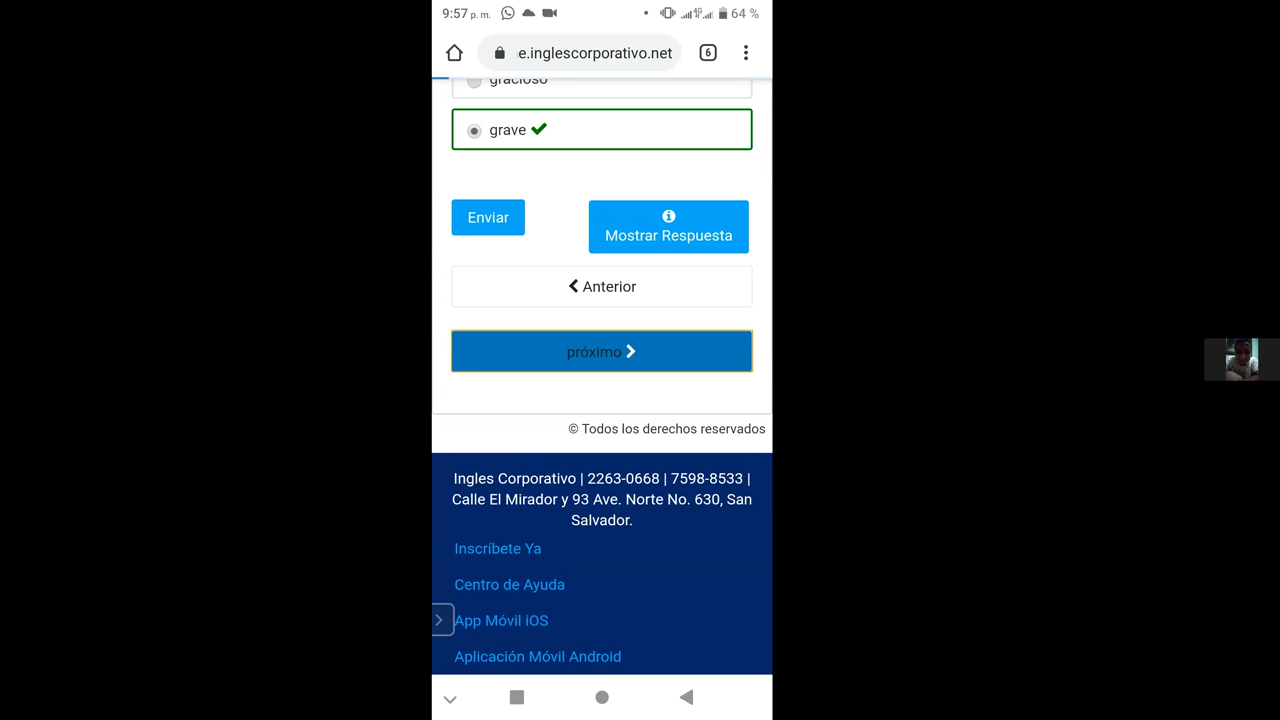 9:57 p. m. 4G 64 %
e.inglescorporativo.net 6
gracioso
grave
Enviar
Mostrar Respuesta
Anterior
próximo
© Todos los derechos reservados
Ingles Corporativo | 2263-0668 | 7598-8533 |
Calle El Mirador y 93 Ave. Norte No. 630, San
Salvador.
Inscríbete Ya
Centro de Ayuda
App Móvil iOS
Aplicación Móvil Android